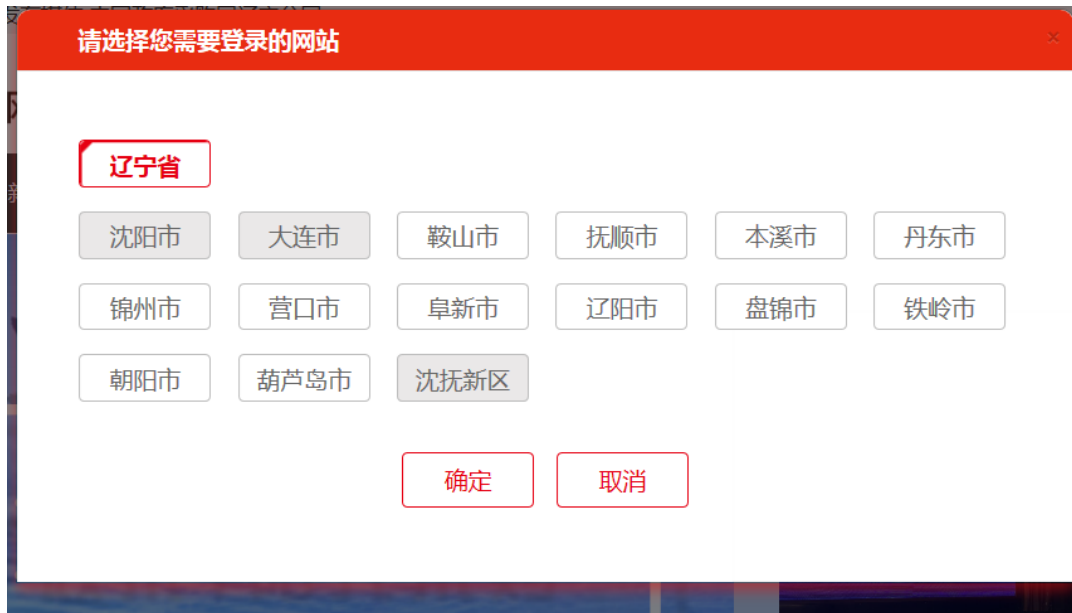 请选择您需要登录的网站
×
辽宁省
沈阳市 大连市 鞍山市 抚顺市 本溪市 丹东市
锦州市 营口市 阜新市 辽阳市 盘锦市 铁岭市
朝阳市 葫芦岛市 沈抚新区
确定 取消